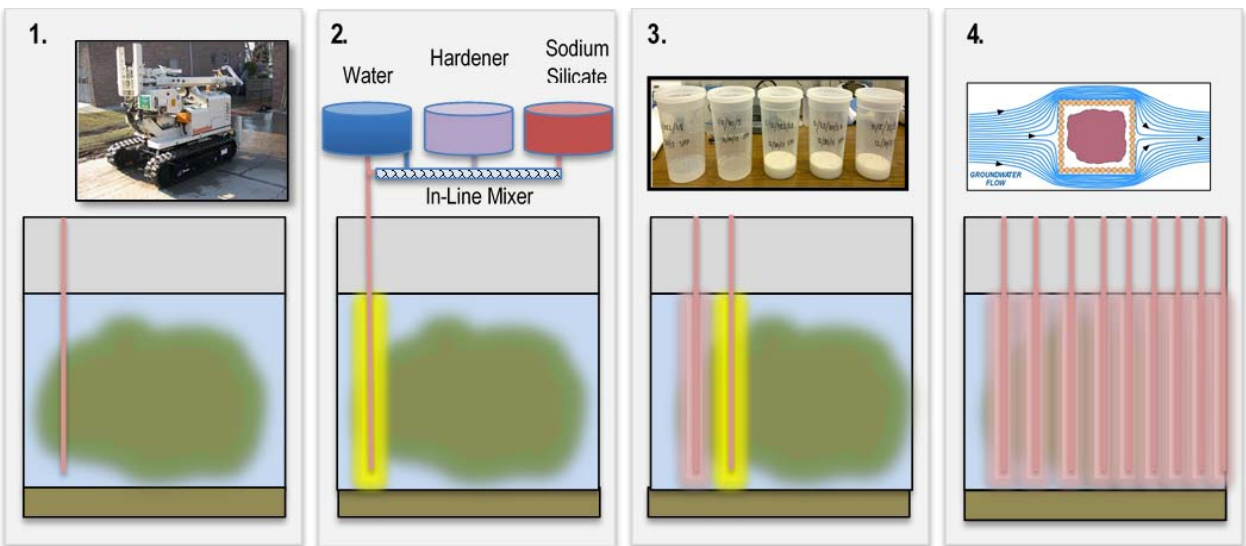 1.
2.
Water
Hardener
Sodium
Silicate
In-Line Mixer
3.
4.
GROUNDWATER
FLOW